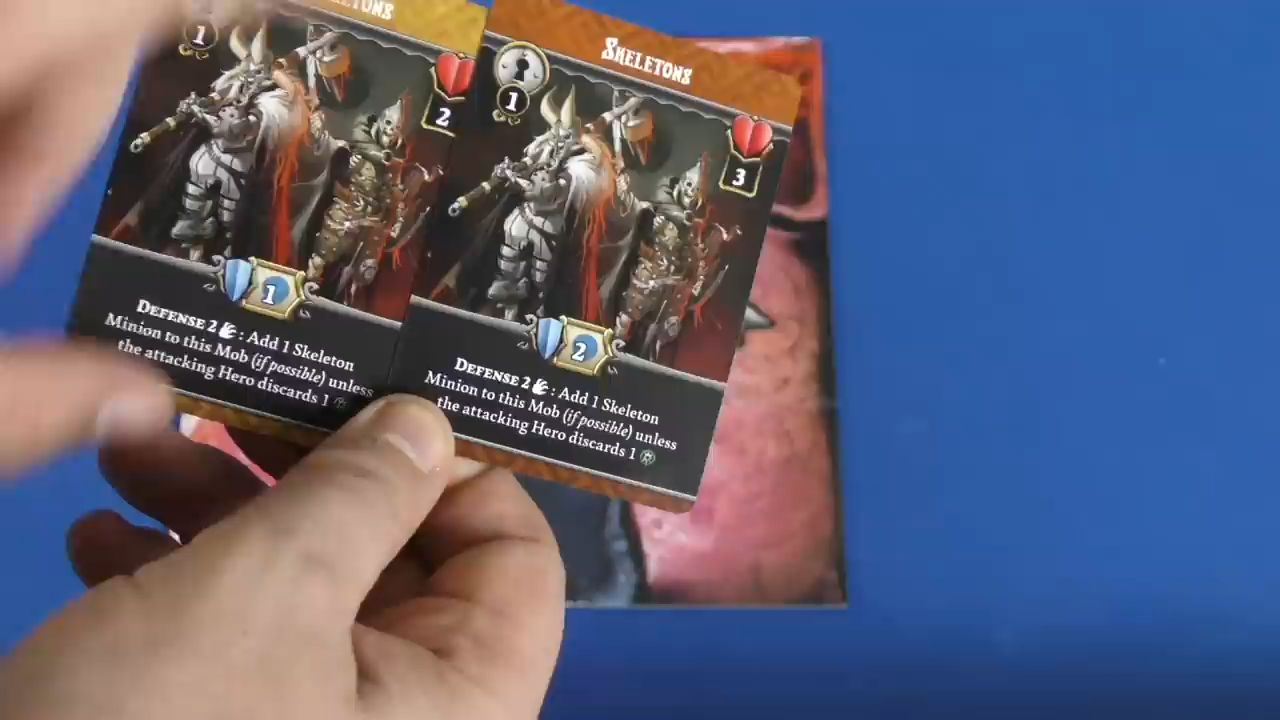 1
2
1
DEFENSE 2 : Add 1 Skeleton
Minion to this Mob (if possible) unless
the attacking Hero discards 1
SKELETONS
1
3
2
DEFENSE 2 : Add 1 Skeleton
Minion to this Mob (if possible) unless
the attacking Hero discards 1